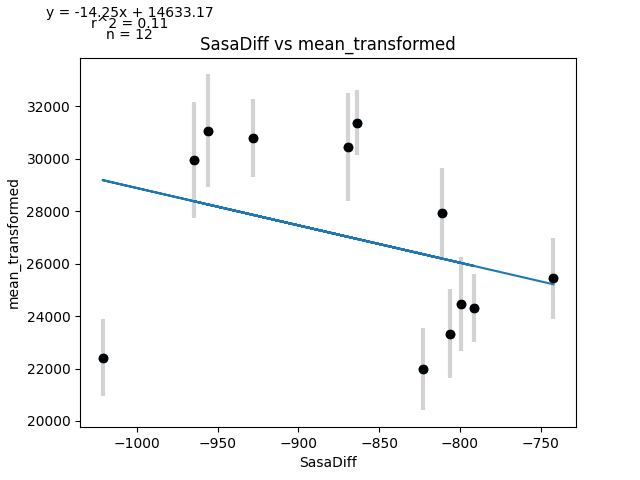 y = -14.25x + 14633.17
r^2 = 0.11
n = 12
SasaDiff vs mean_transformed
32000
30000
28000
26000
24000
22000
20000
mean_transformed
−1000
−950
−900
−850
−800
−750
SasaDiff